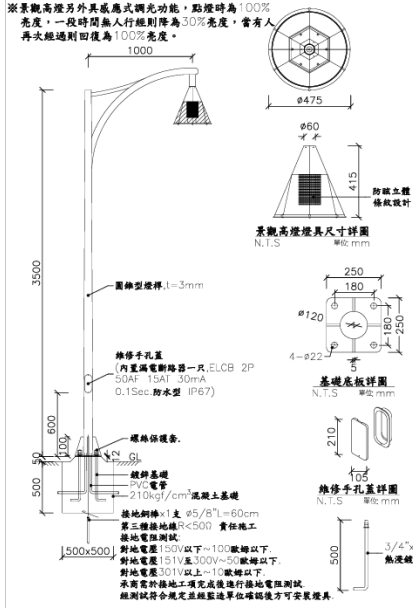 ※景觀高燈另外具感應式調光功能，點燈時為100%
亮度，一段時間無人行經則降為30%亮度，當有人
再次經過則回復為100%亮度。
1000
ø475
ø60
415
防眩立體
條紋設計
景觀高燈燈具尺寸詳圖
N.T.S 單位:mm
3500
圓錐型燈桿,t=3mm
250
180
ø120
180
250
4-ø22
5
基礎底板詳圖
N.T.S 單位:mm
維修手孔蓋
(內置漏電斷路器一只,ELCB 2P
50AF 15AT 30mA
0.1Sec.防水型 IP67)
600
100
螺絲保護套.
12
GL
50
500
鍍鋅基礎
PVC電管
210kgf/cm³混凝土基礎
500x500
210
105
維修手孔蓋詳圖
N.T.S 單位:mm
接地銅棒x1支 ø5/8"L=60cm
第三種接地線R<50Ω 責任施工
接地電阻測試:
對地電壓150V以下~100歐姆以下.
對地電壓151V至300V~50歐姆以下.
對地電壓301V以上~10歐姆以下.
承商需於接地工項完成後進行接地電阻測試.
經測試符合規定並經監造單位確認後方可安裝燈具.
500
3/4"x
熱浸鍍